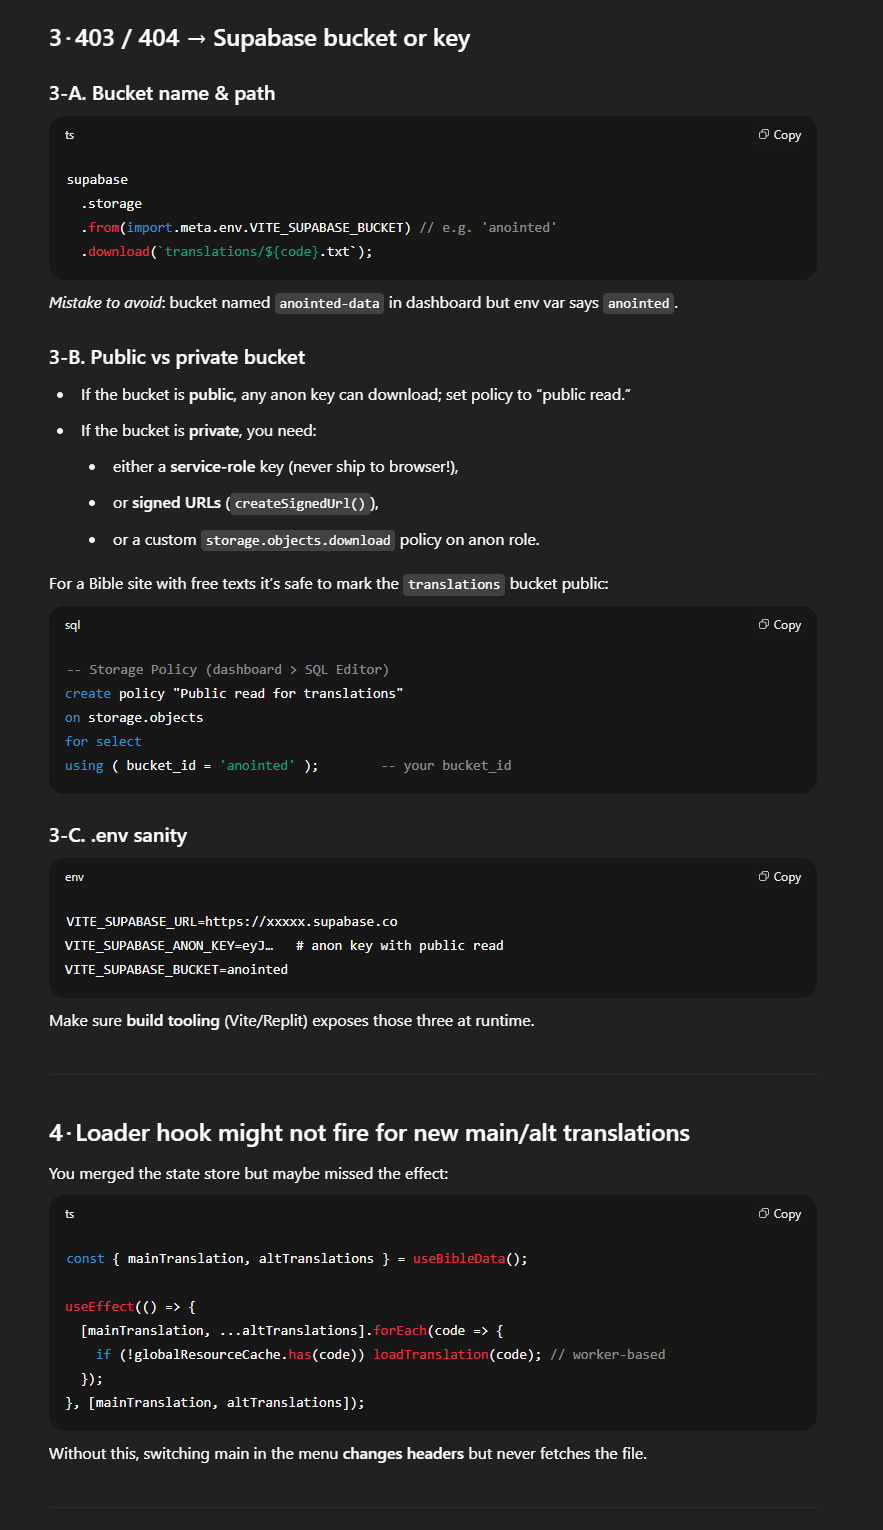 3 · 403 / 404 → Supabase bucket or key
3-A. Bucket name & path
ts
Copy
supabase
  .storage
  .from(import.meta.env.VITE_SUPABASE_BUCKET) // e.g. 'anointed'
  .download(`translations/${code}.txt`);
Mistake to avoid: bucket named anointed-data in dashboard but env var says anointed.
3-B. Public vs private bucket
• If the bucket is public, any anon key can download; set policy to “public read.”
• If the bucket is private, you need:
• either a service-role key (never ship to browser!),
• or signed URLs (createSignedUrl()),
• or a custom storage.objects.download policy on anon role.
For a Bible site with free texts it’s safe to mark the translations bucket public:
sql
Copy
-- Storage Policy (dashboard > SQL Editor)
create policy "Public read for translations"
on storage.objects
for select
using ( bucket_id = 'anointed' );        -- your bucket_id
3-C. .env sanity
env
Copy
VITE_SUPABASE_URL=https://xxxxx.supabase.co
VITE_SUPABASE_ANON_KEY=eyJ…   # anon key with public read
VITE_SUPABASE_BUCKET=anointed
Make sure build tooling (Vite/Replit) exposes those three at runtime.
4 · Loader hook might not fire for new main/alt translations
You merged the state store but maybe missed the effect:
ts
Copy
const { mainTranslation, altTranslations } = useBibleData();
useEffect(() => {
  [mainTranslation, ...altTranslations].forEach(code => {
    if (!globalResourceCache.has(code)) loadTranslation(code); // worker-based
  });
}, [mainTranslation, altTranslations]);
Without this, switching main in the menu changes headers but never fetches the file.